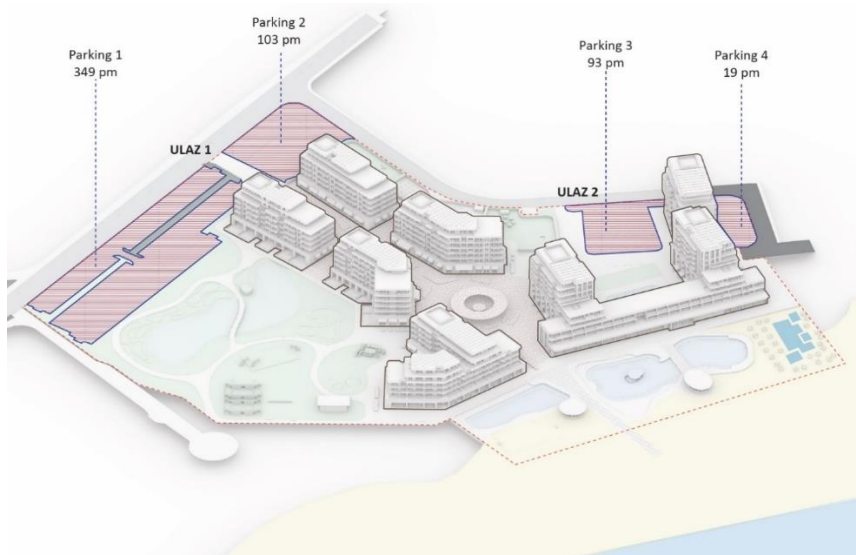 Parking 1
349 pm
Parking 2
103 pm
Parking 3
93 pm
Parking 4
19 pm
ULAZ 1
ULAZ 2